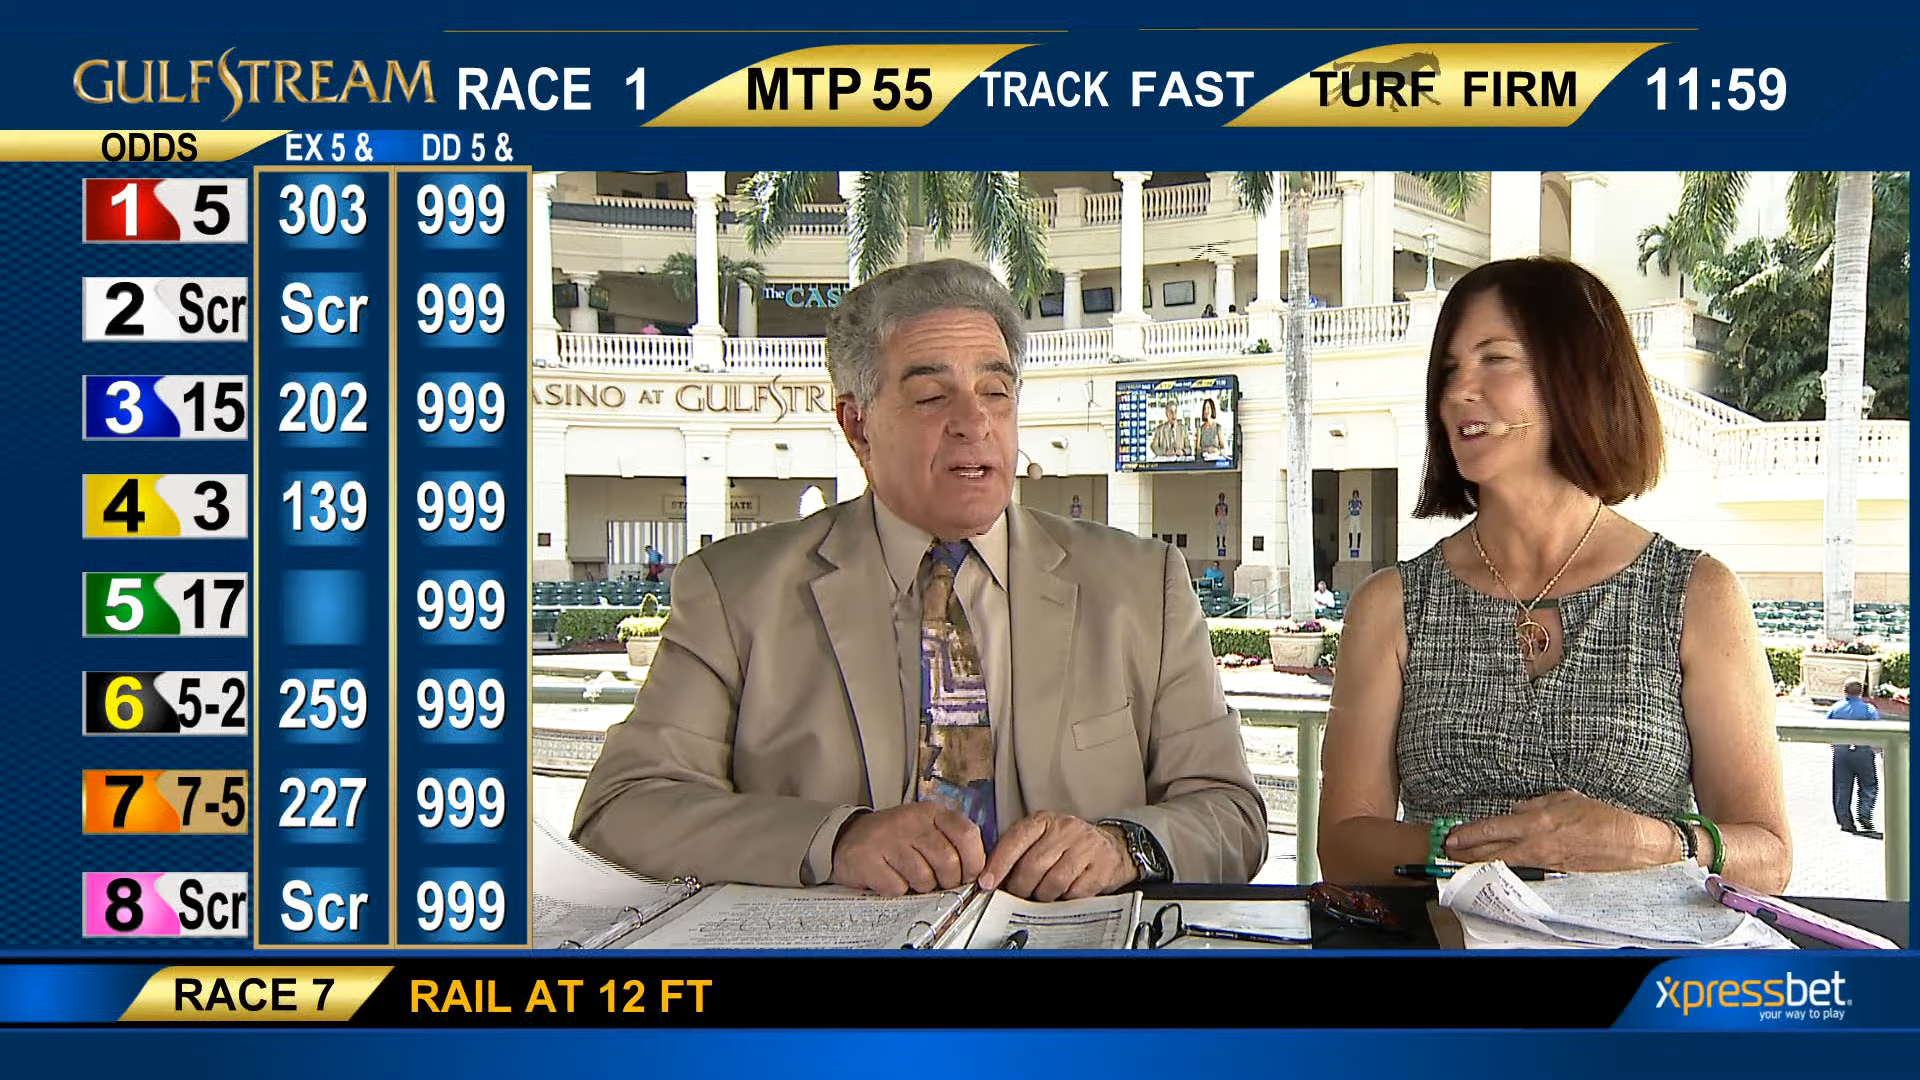 GULFSTREAM RACE 1 MTP 55 TRACK FAST TURF FIRM 11:59
ODDS EX 5 & DD 5 &
1 5 303 999
2 Scr Scr 999
3 15 202 999
4 3 139 999
5 17 999
6 5-2 259 999
7 7-5 227 999
8 Scr Scr 999
The CAS
ASINO AT GULFSTR
RACE 7 RAIL AT 12 FT
xpressbet.
your way to play